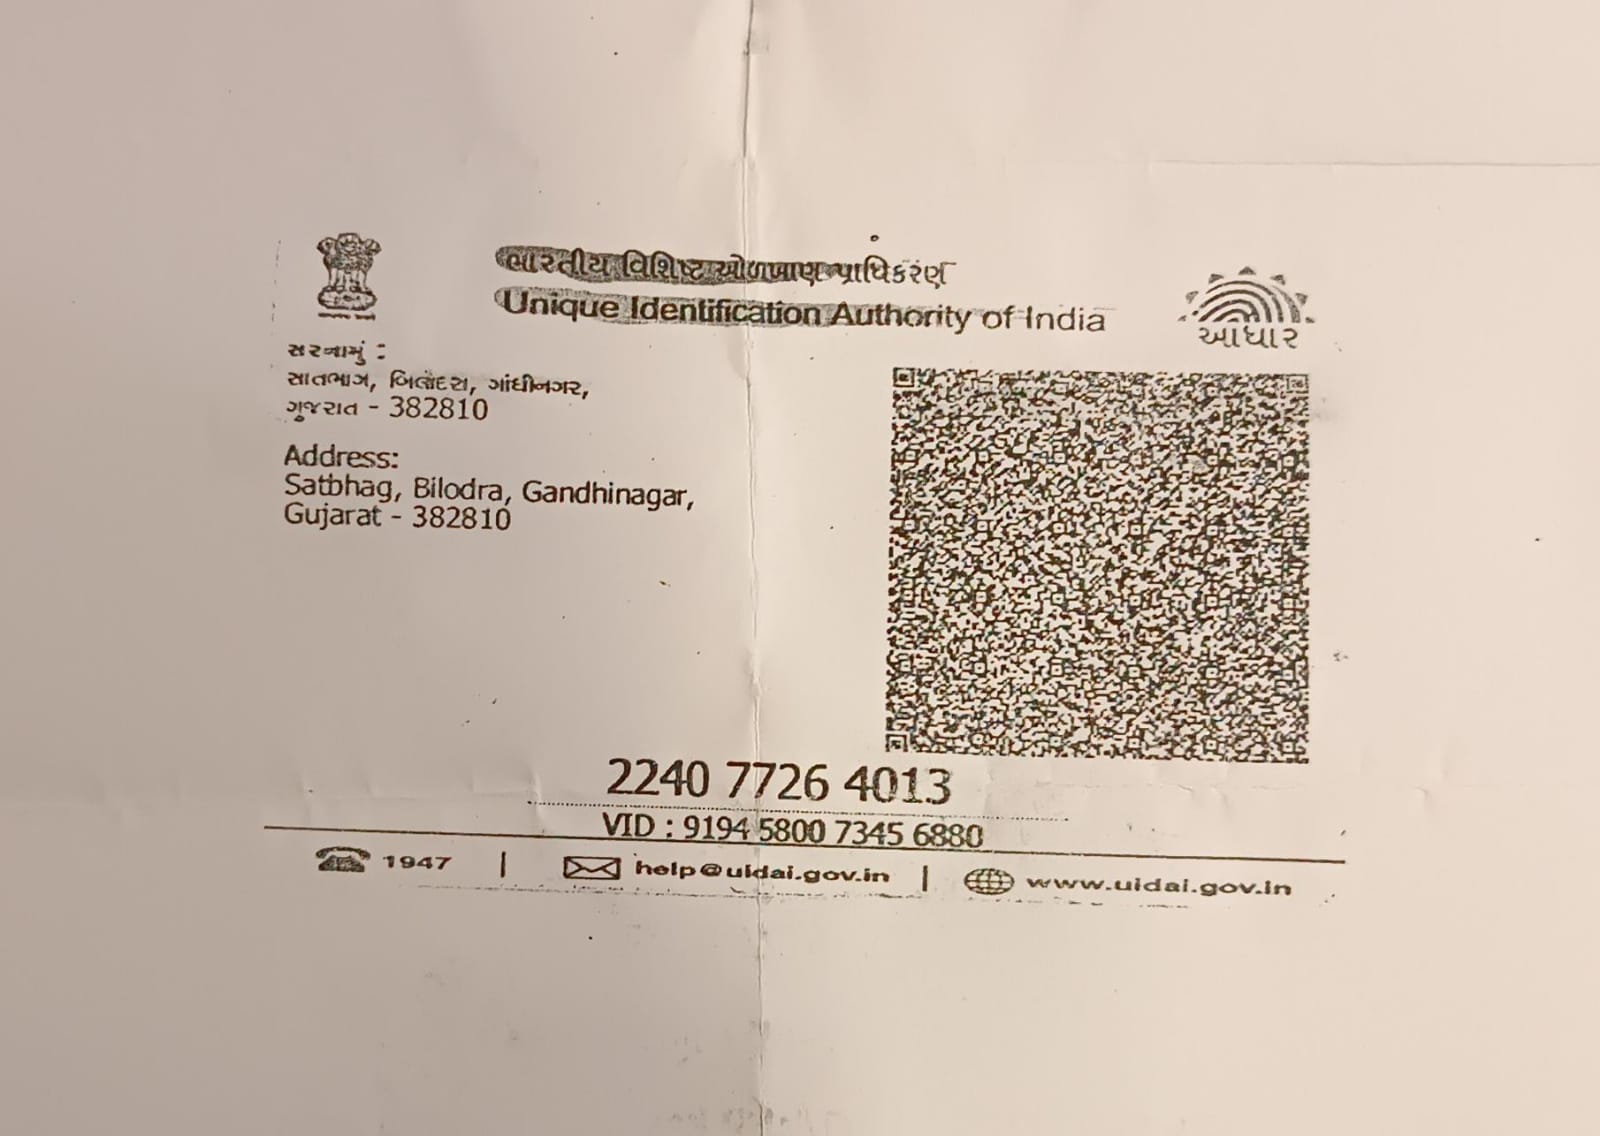 ભારતીય વિશિષ્ટ ઓળખાણ પ્રાધિકરણ
Unique Identification Authority of India
આધાર
સરનામું :
સાતભાગ, બિલોદરા, ગાંધીનગર,
ગુજરાત - 382810
Address:
Satbhag, Bilodra, Gandhinagar,
Gujarat - 382810
2240 7726 4013
VID : 9194 5800 7345 6880
1947 | help@uidai.gov.in | www.uidai.gov.in